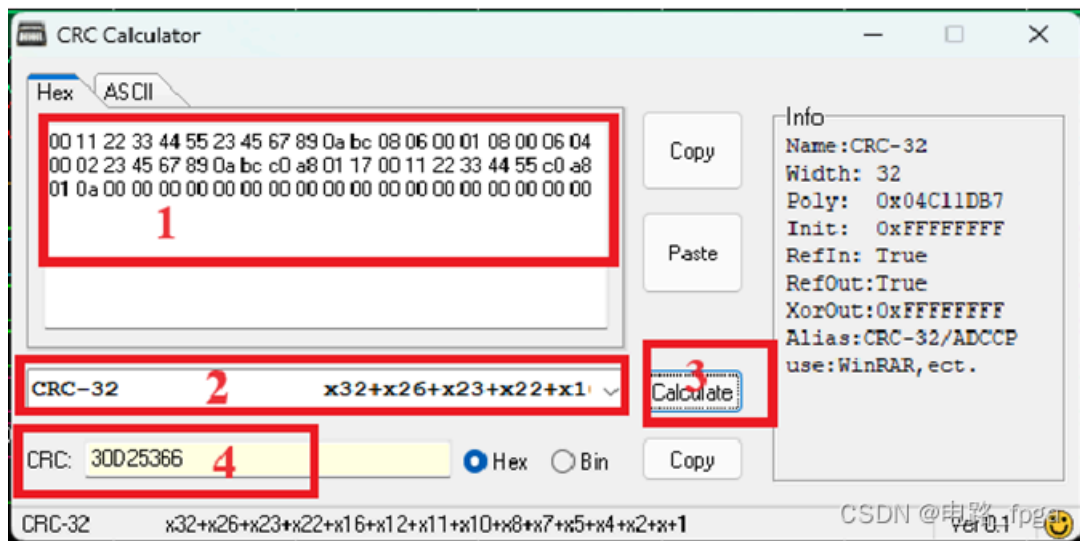 CRC Calculator
Hex
ASCII
00 11 22 33 44 55 23 45 67 89 0a bc 08 06 00 01 08 00 06 04
00 02 23 45 67 89 0a bc c0 a8 01 17 00 11 22 33 44 55 c0 a8
01 0a 00 00 00 00 00 00 00 00 00 00 00 00 00 00 00 00 00 00
1
Copy
Paste
Info
Name:CRC-32
Width: 32
Poly: 0x04C11DB7
Init: 0xFFFFFFFF
RefIn: True
RefOut:True
XorOut:0xFFFFFFFF
Alias:CRC-32/ADCCP
use:WinRAR,ect.
CRC-32 2 x32+x26+x23+x22+x1
3
Calculate
CRC: 30D25366 4
Hex
Bin
Copy
CRC-32 x32+x26+x23+x22+x16+x12+x11+x10+x8+x7+x5+x4+x2+x+1
ver0.1
CSDN @电路_fpga